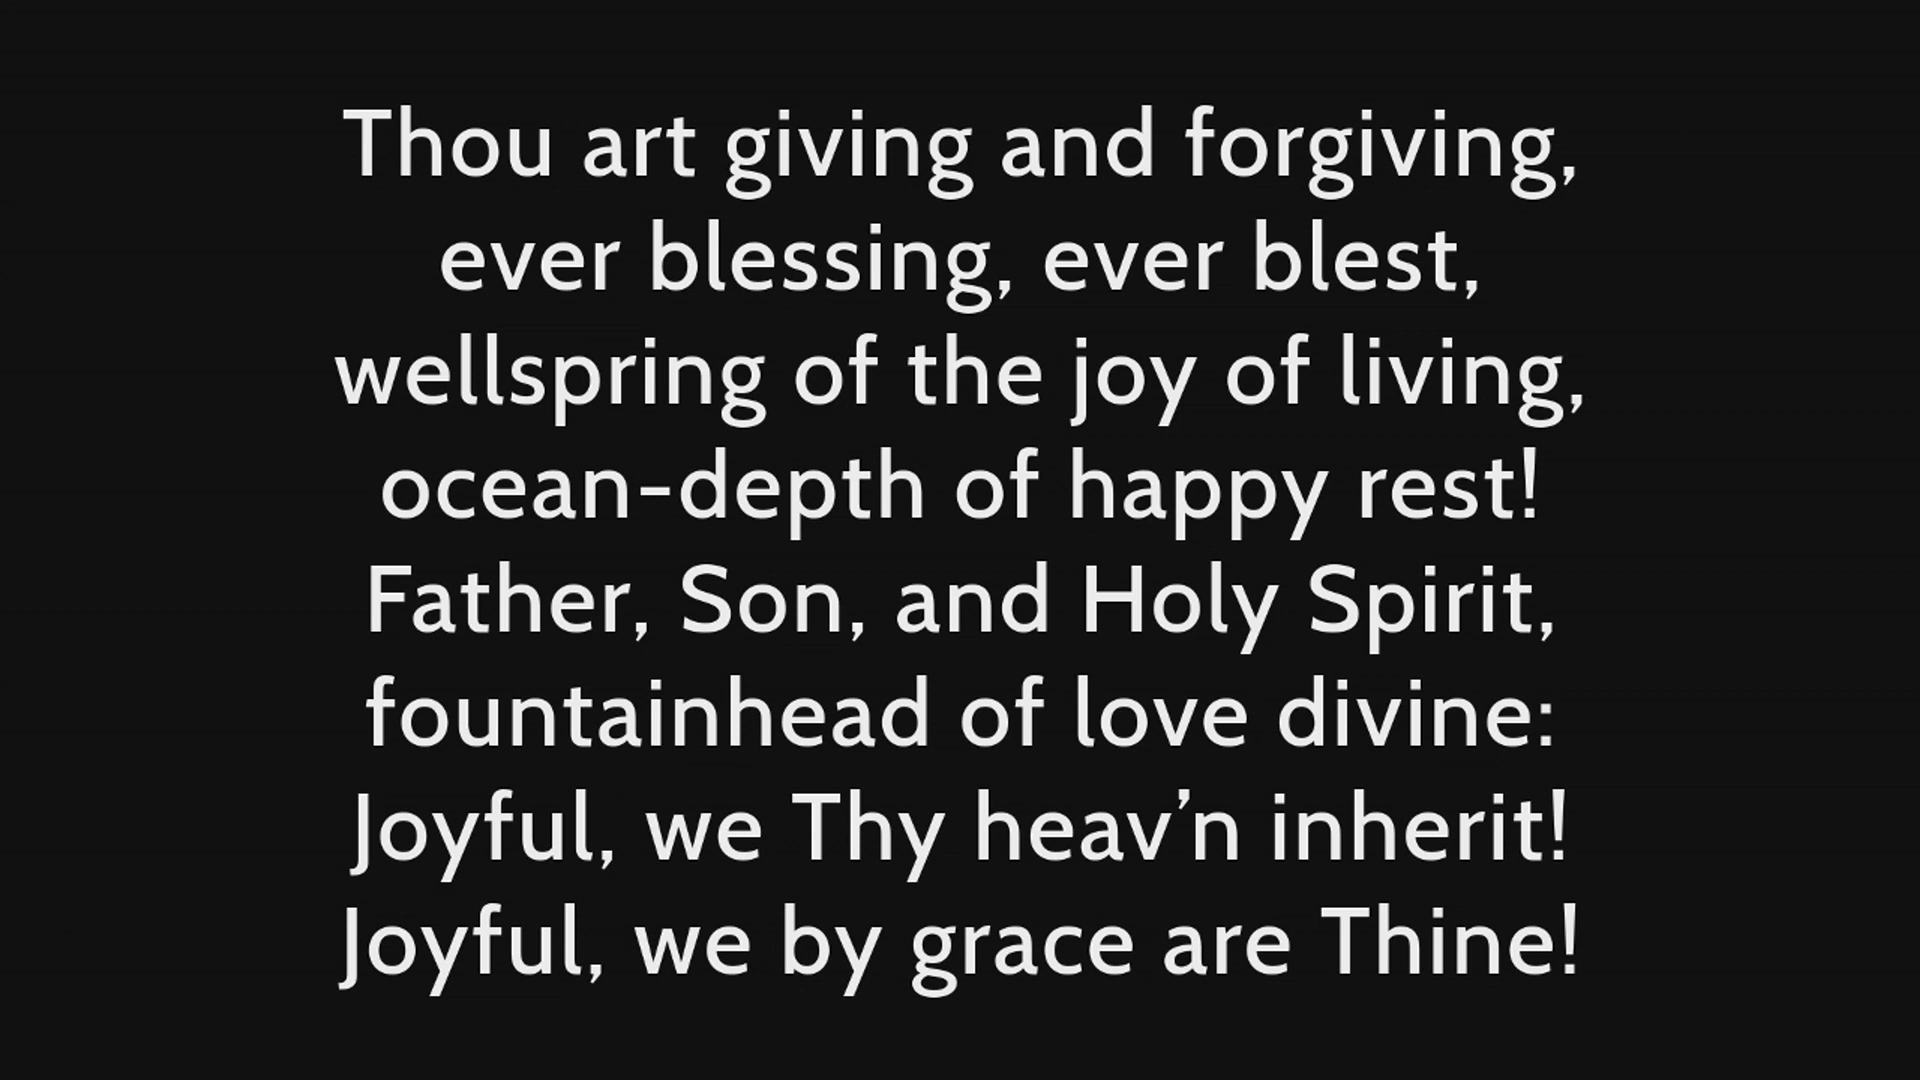 Thou art giving and forgiving,
ever blessing, ever blest,
wellspring of the joy of living,
ocean-depth of happy rest!
Father, Son, and Holy Spirit,
fountainhead of love divine:
Joyful, we Thy heav’n inherit!
Joyful, we by grace are Thine!